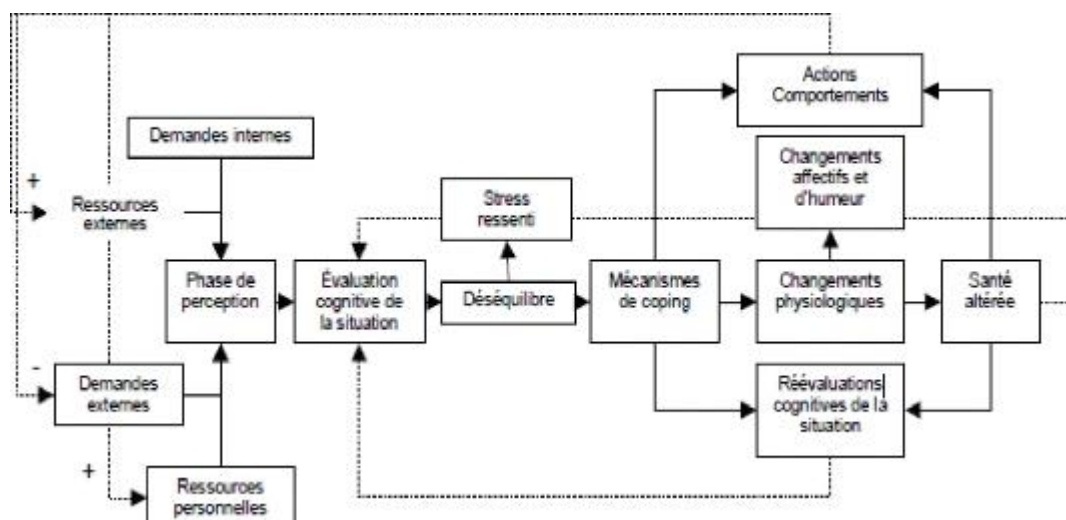 Actions
Comportements
Demandes internes
Changements
affectifs et
d'humeur
+
Ressources
externes
Stress
ressenti
Phase de
perception
Évaluation
cognitive de
la situation
Déséquilibre
Mécanismes
de coping
Changements
physiologiques
Santé
altérée
-
Demandes
externes
Réévaluations
cognitives de la
situation
+
Ressources
personnelles